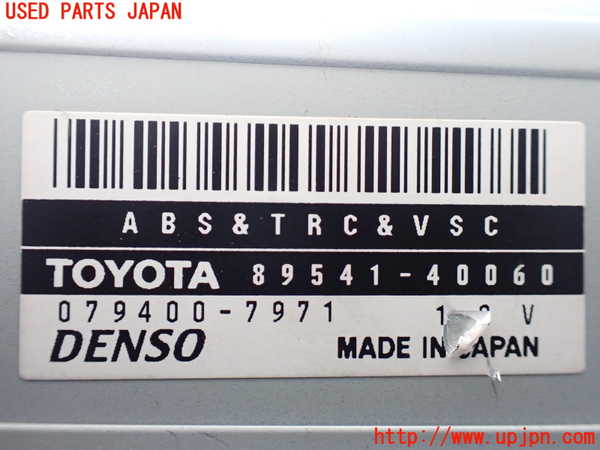 USED PARTS JAPAN
ABS&TRC&VSC
TOYOTA 89541-40060
079400-7971 V
DENSO MADE IN JAPAN
http://www.upjpn.com